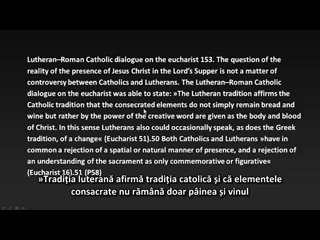 Lutheran–Roman Catholic dialogue on the eucharist 153. The question of the
reality of the presence of Jesus Christ in the Lord's Supper is not a matter of
controversy between Catholics and Lutherans. The Lutheran–Roman Catholic
dialogue on the eucharist was able to state: »The Lutheran tradition affirms the
Catholic tradition that the consecrated elements do not simply remain bread and
wine but rather by the power of the creative word are given as the body and blood
of Christ. In this sense Lutherans also could occasionally speak, as does the Greek
tradition, of a change« (Eucharist 51).50 Both Catholics and Lutherans »have in
common a rejection of a spatial or natural manner of presence, and a rejection of
an understanding of the sacrament as only commemorative or figurative«
(Eucharist 16).51 (PS8)
»Tradiția luterană afirmă tradiția catolică și că elementele
consacrate nu rămână doar pâinea și vinul